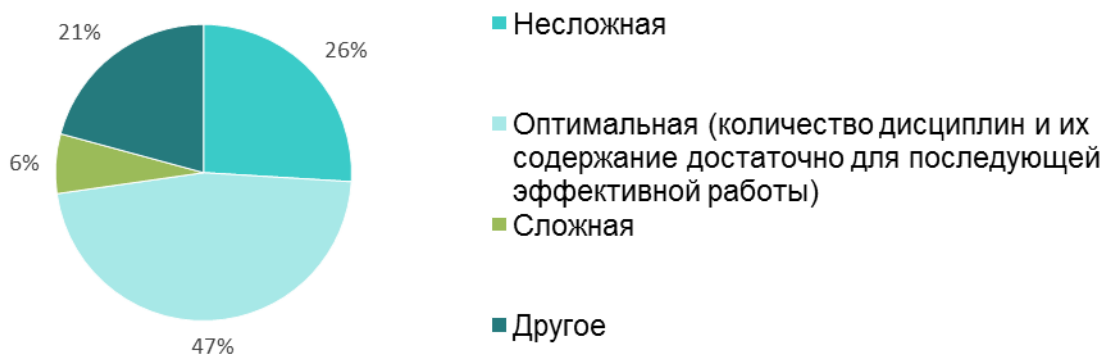 21%
26%
6%
47%
Несложная
Оптимальная (количество дисциплин и их
содержание достаточно для последующей
эффективной работы)
Сложная
Другое